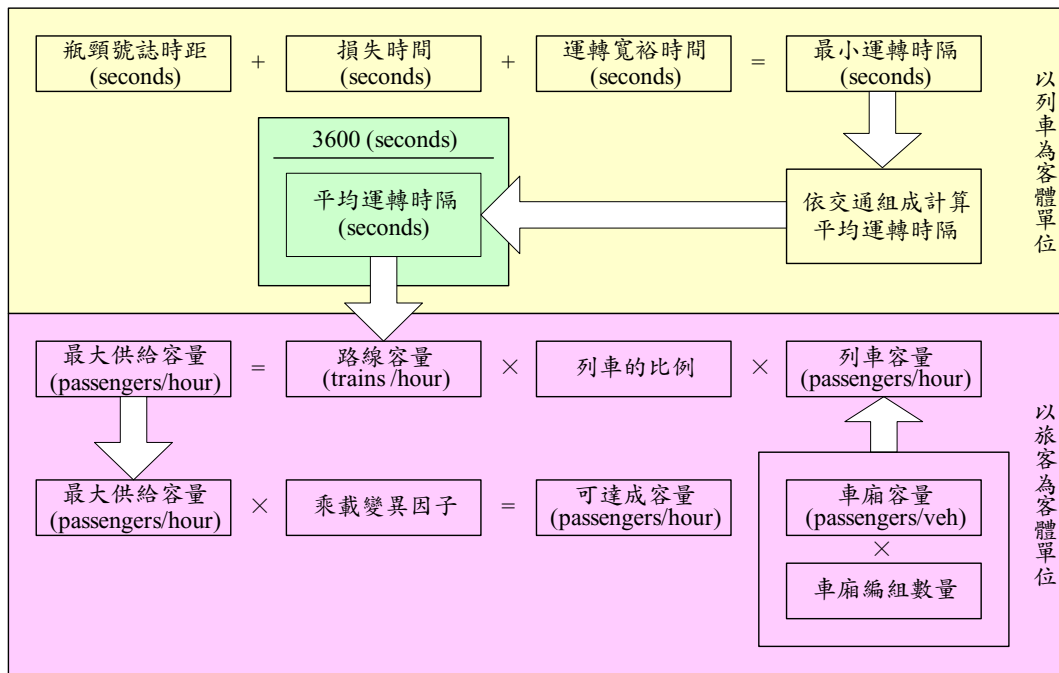 瓶頸號誌時距
(seconds)
+
損失時間
(seconds)
+
運轉寬裕時間
(seconds)
=
最小運轉時隔
(seconds)
以列車為客體單位
3600 (seconds)
平均運轉時隔
(seconds)
依交通組成計算
平均運轉時隔
最大供給容量
(passengers/hour)
=
路線容量
(trains /hour)
×
列車的比例
×
列車容量
(passengers/hour)
以旅客為客體單位
最大供給容量
(passengers/hour)
×
乘載變異因子
=
可達成容量
(passengers/hour)
車廂容量
(passengers/veh)
×
車廂編組數量